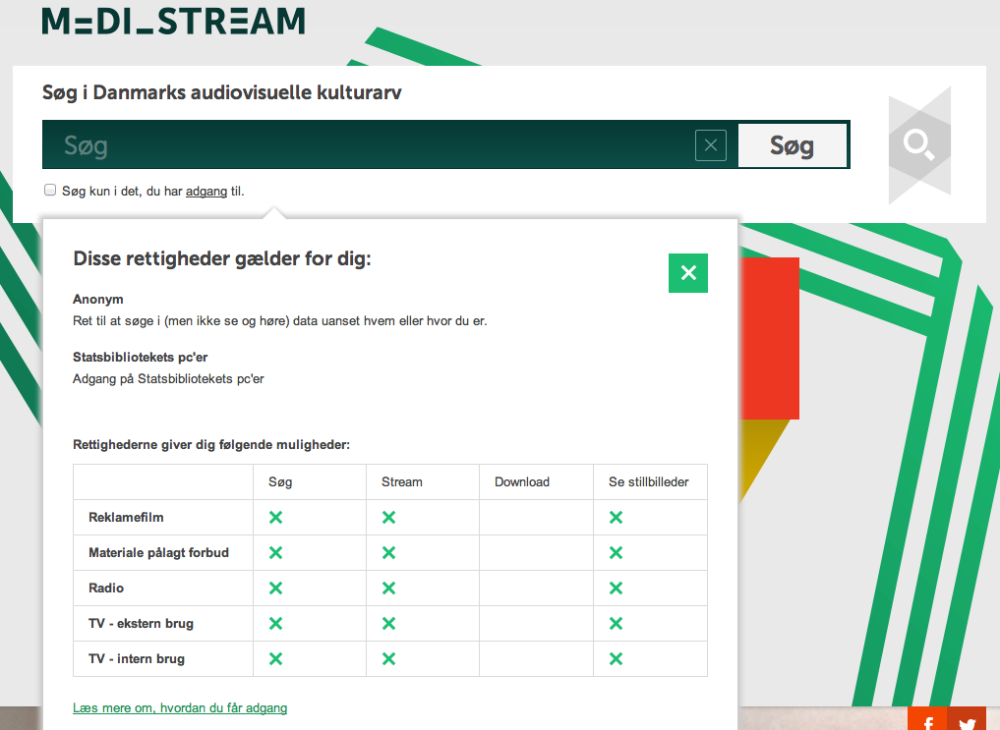 MEDI_STREAM
Søg i Danmarks audiovisuelle kulturarv
Søg
Søg
Søg kun i det, du har adgang til.
Disse rettigheder gælder for dig:
Anonym
Ret til at søge i (men ikke se og høre) data uanset hvem eller hvor du er.
Statsbibliotekets pc'er
Adgang på Statsbibliotekets pc'er
Rettighederne giver dig følgende muligheder:
Søg Stream Download Se stillbilleder
Reklamefilm
Materiale pålagt forbud
Radio
TV - ekstern brug
TV - intern brug
Læs mere om, hvordan du får adgang